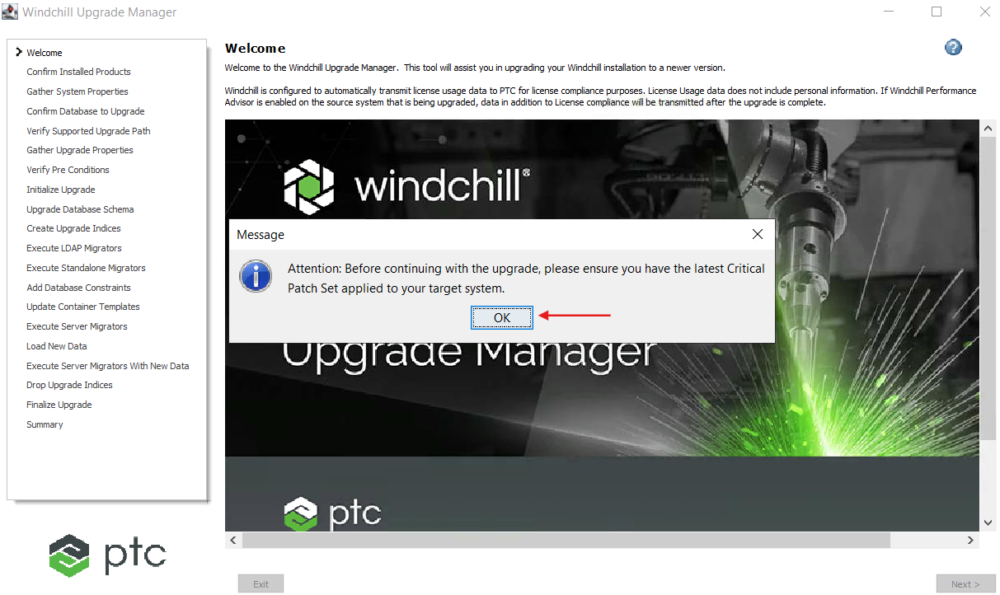 Windchill Upgrade Manager
Welcome
Confirm Installed Products
Gather System Properties
Confirm Database to Upgrade
Verify Supported Upgrade Path
Gather Upgrade Properties
Verify Pre Conditions
Initialize Upgrade
Upgrade Database Schema
Create Upgrade Indices
Execute LDAP Migrators
Execute Standalone Migrators
Add Database Constraints
Update Container Templates
Execute Server Migrators
Load New Data
Execute Server Migrators With New Data
Drop Upgrade Indices
Finalize Upgrade
Summary
ptc
Welcome
?
Welcome to the Windchill Upgrade Manager. This tool will assist you in upgrading your Windchill installation to a newer version.
Windchill is configured to automatically transmit license usage data to PTC for license compliance purposes. License Usage data does not include personal information. If Windchill Performance
Advisor is enabled on the source system that is being upgraded, data in addition to License compliance will be transmitted after the upgrade is complete.
windchill®
Message
Attention: Before continuing with the upgrade, please ensure you have the latest Critical
Patch Set applied to your target system.
OK
Upgrade Manager
ptc
Exit
Next >